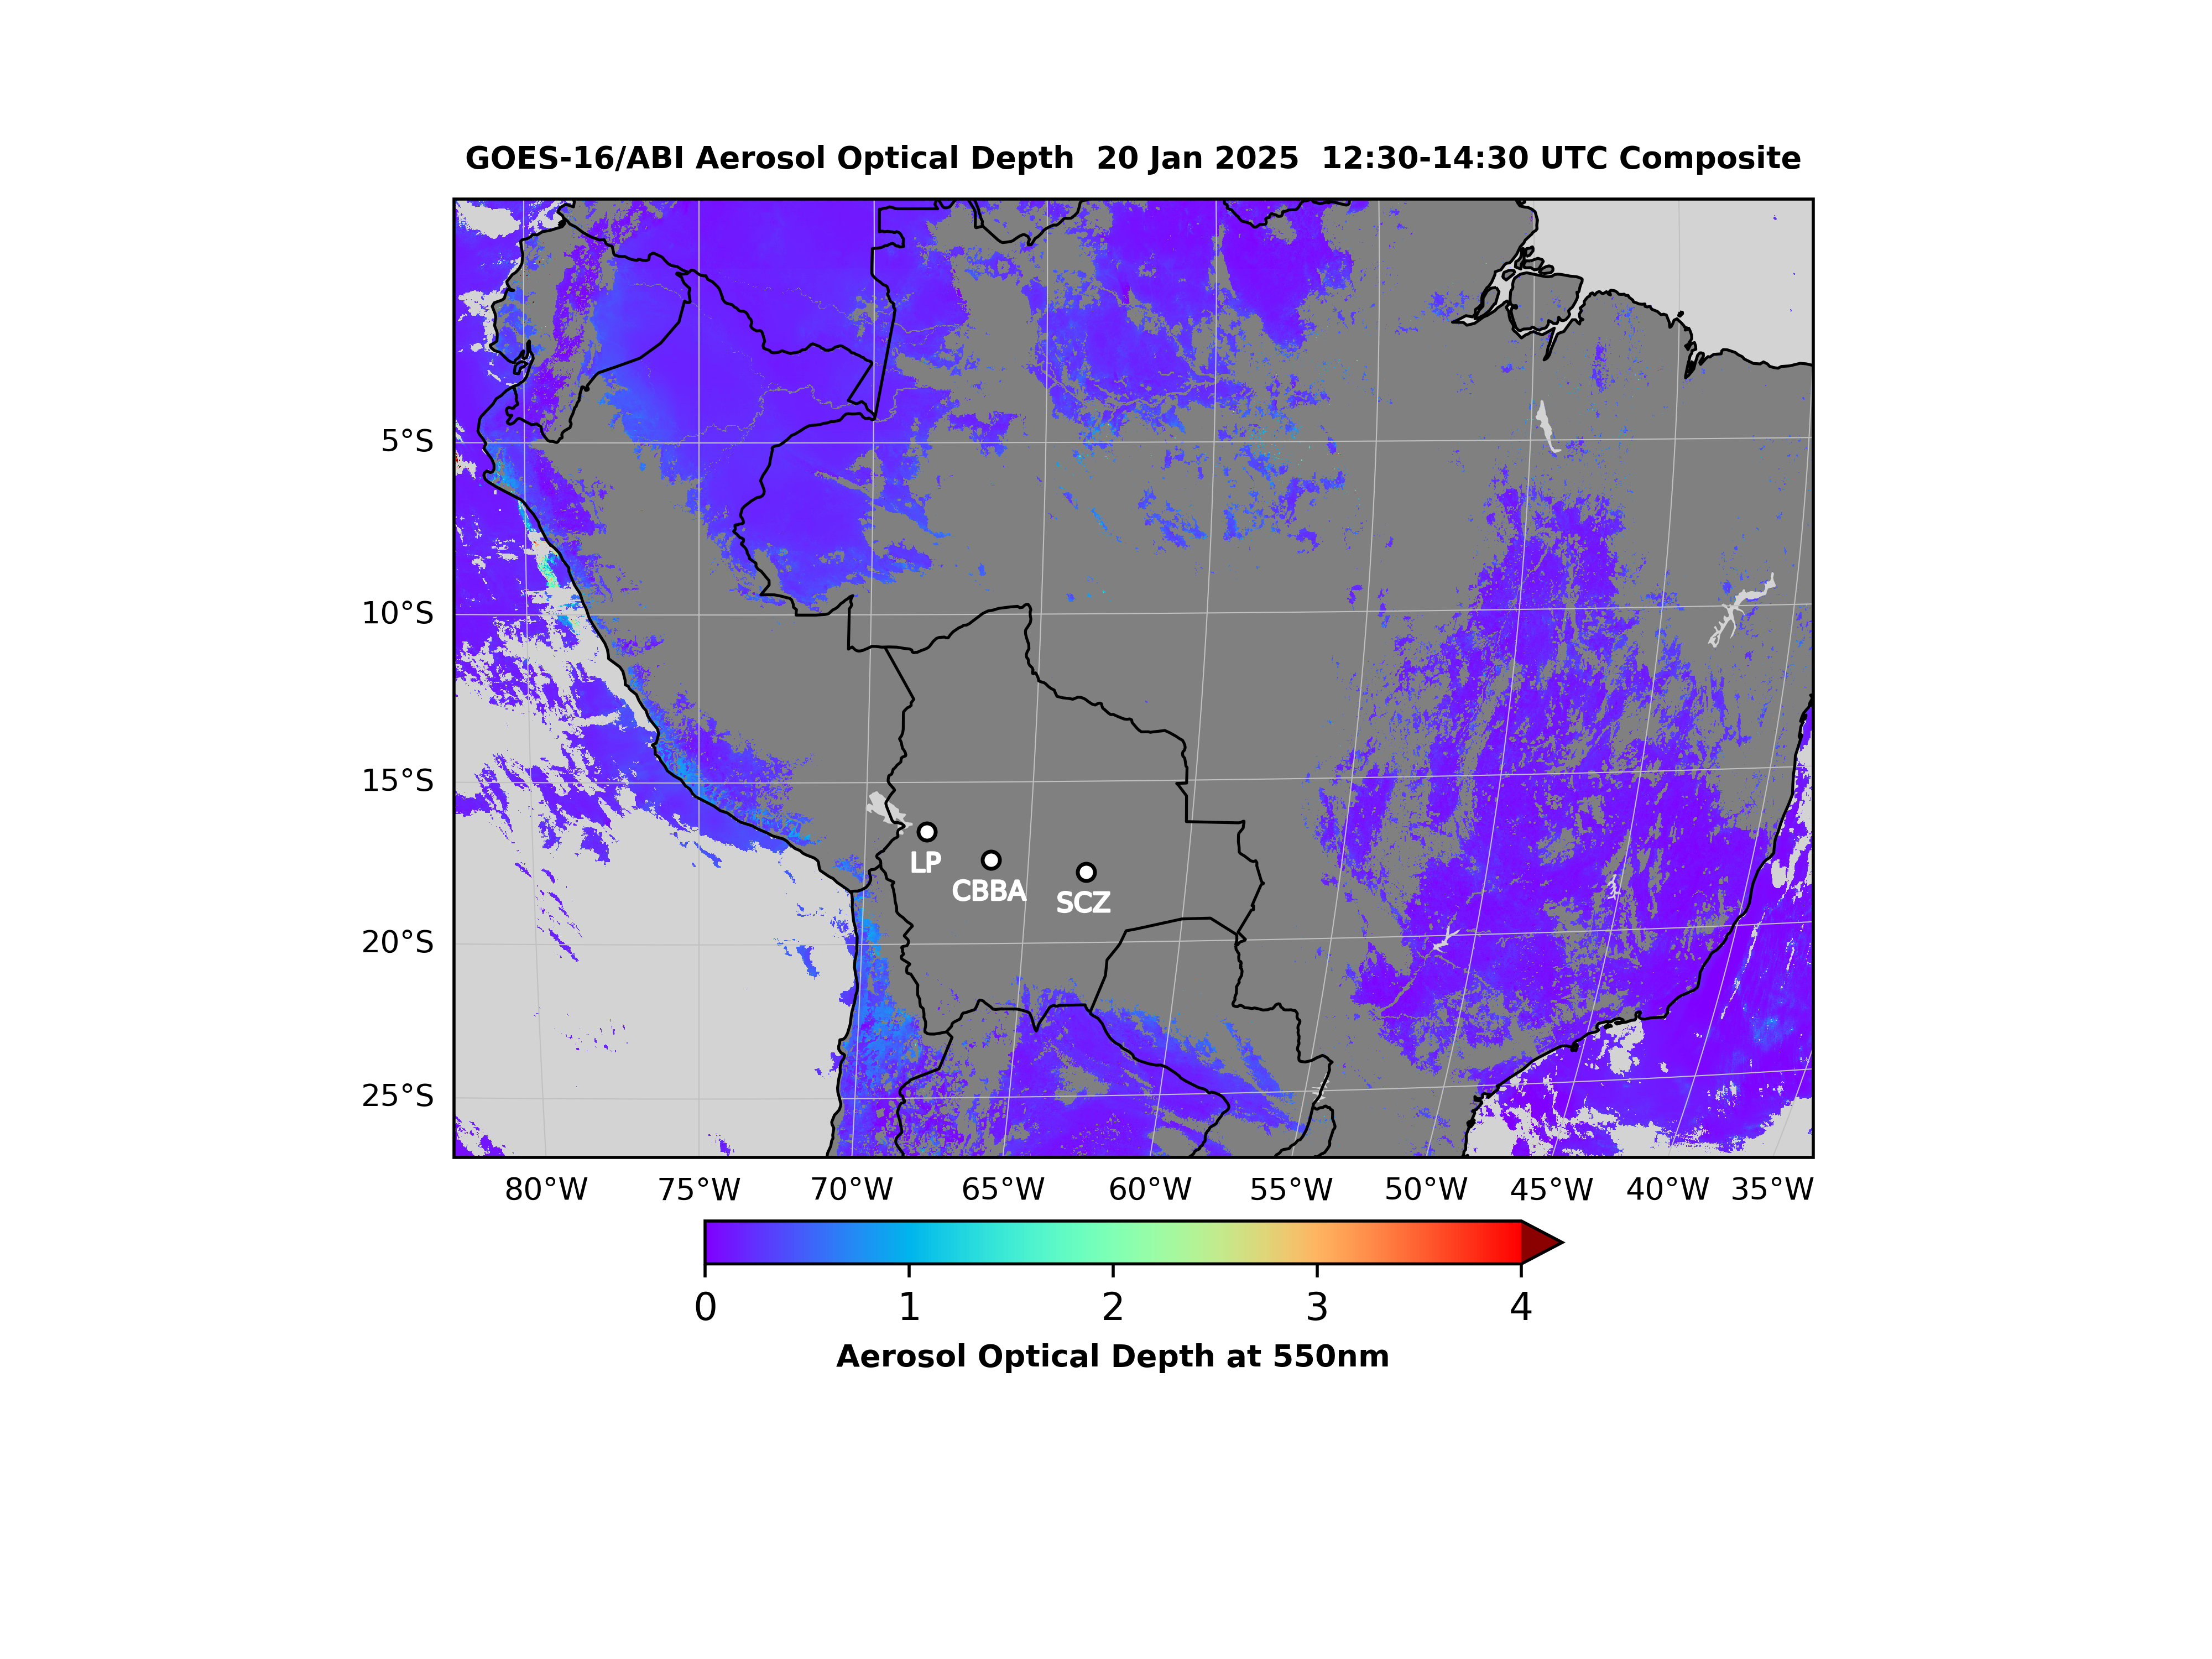 GOES-16/ABI Aerosol Optical Depth  20 Jan 2025  12:30-14:30 UTC Composite
5°S
10°S
15°S
LP
CBBA
SCZ
20°S
25°S
80°W 75°W 70°W 65°W 60°W 55°W 50°W 45°W 40°W 35°W
0 1 2 3 4
Aerosol Optical Depth at 550nm